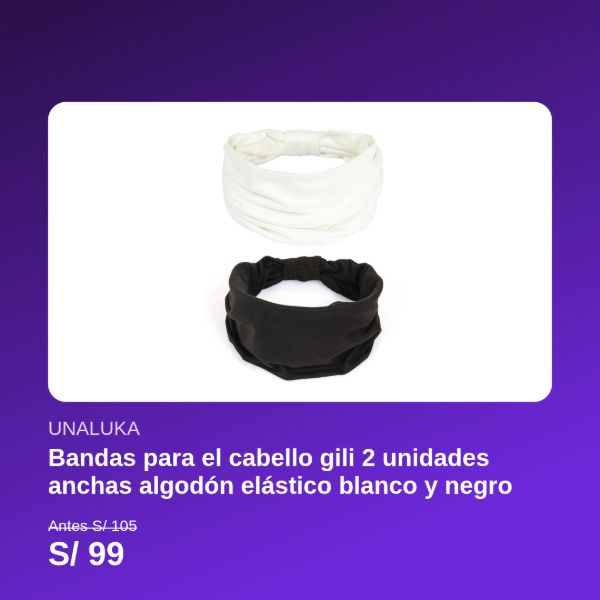 UNALUKA
Bandas para el cabello gili 2 unidades
anchas algodón elástico blanco y negro
Antes S/ 105
S/ 99